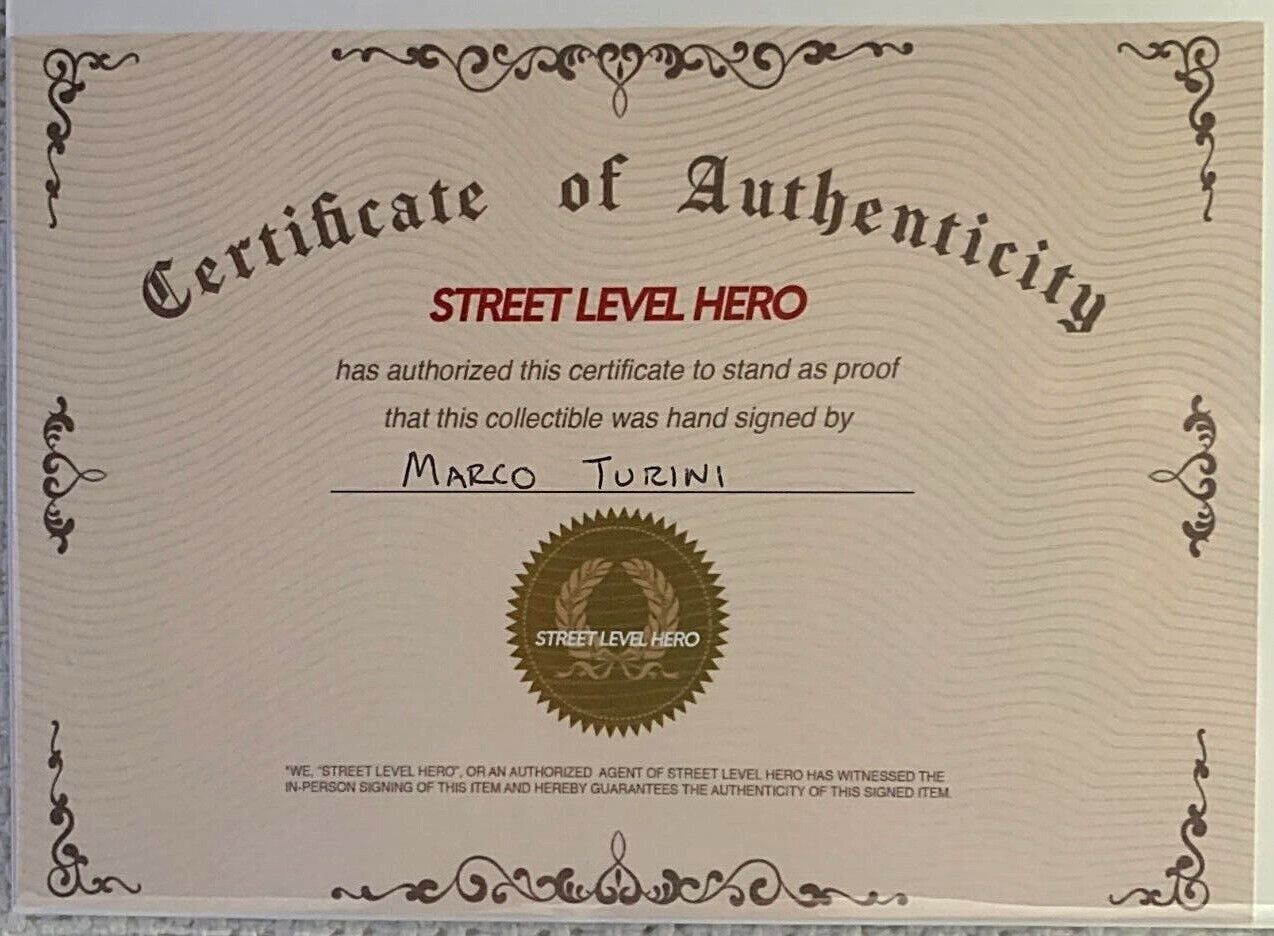 Certificate of Authenticity
STREET LEVEL HERO
has authorized this certificate to stand as proof
that this collectible was hand signed by
MARCO TURINI
STREET LEVEL HERO
"WE, "STREET LEVEL HERO", OR AN AUTHORIZED AGENT OF STREET LEVEL HERO HAS WITNESSED THE
IN-PERSON SIGNING OF THIS ITEM AND HEREBY GUARANTEES THE AUTHENTICITY OF THIS SIGNED ITEM.